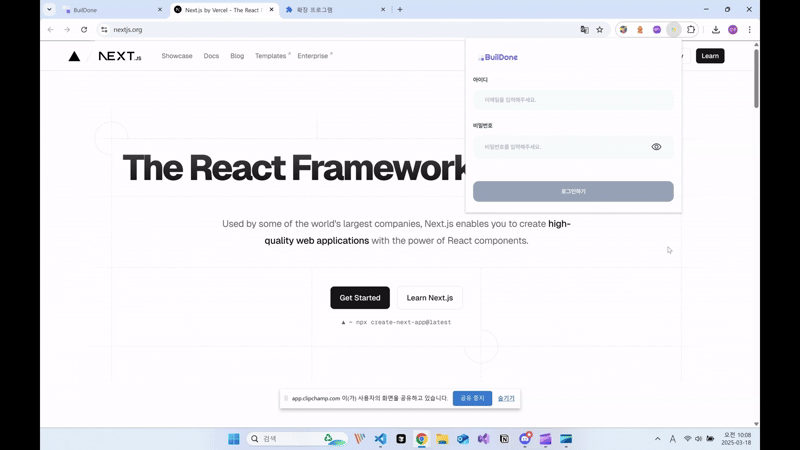 BuilDone
Next.js by Vercel - The React
확장 프로그램
nextjs.org
NEXT.JS
Showcase
Docs
Blog
Templates
Enterprise
Learn
BuilDone
아이디
이메일을 입력해주세요.
비밀번호
비밀번호를 입력해주세요.
로그인하기
The React Framework
Used by some of the world's largest companies, Next.js enables you to create high-
quality web applications with the power of React components.
Get Started
Learn Next.js
▲ ~ npx create-next-app@latest
app.clipchamp.com 이(가) 사용자의 화면을 공유하고 있습니다.
공유 중지
숨기기
검색
A
오전 10:08
2025-03-18